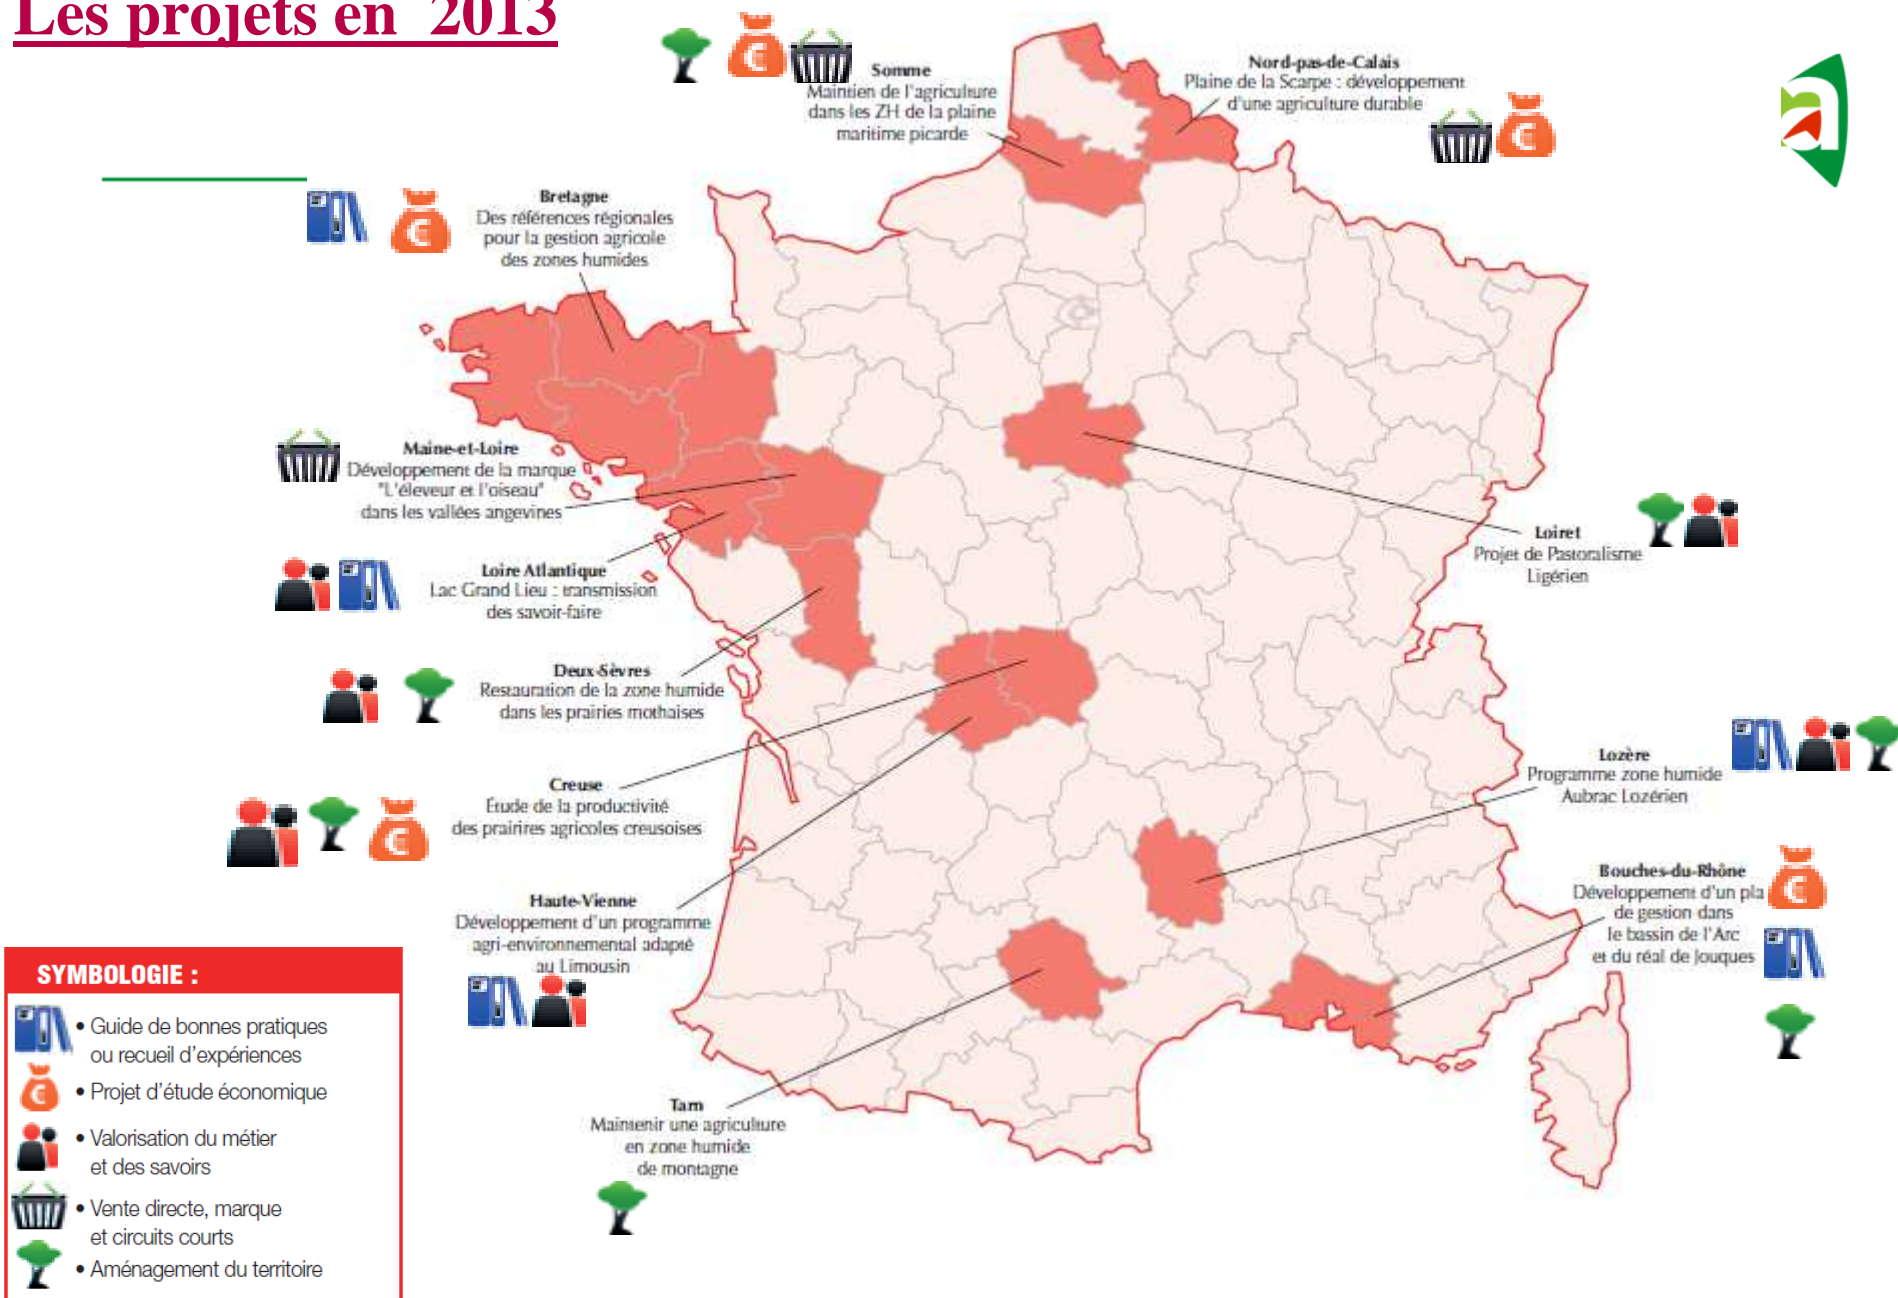 Les projets en 2013
Somme
Maintien de l'agriculture
dans les ZH de la plaine
maritime picarde
Nord-pas-de-Calais
Plaine de la Scarpe : développement
d'une agriculture durable
a
Bretagne
Des références régionales
pour la gestion agricole
des zones humides
Maine-et-Loire
Développement de la marque
"L'éleveur et l'oiseau"
dans les vallées angevines
Loire Atlantique
Lac Grand Lieu : transmission
des savoir-faire
Loiret
Projet de Pastoralisme
Ligérien
Deux-Sèvres
Restauration de la zone humide
dans les prairies mothaises
Creuse
Etude de la productivité
des prairires agricoles creusoises
Lozère
Programme zone humide
Aubrac Lozérien
Haute-Vienne
Développement d'un programme
agri-environnemental adapté
au Limousin
Bouches-du-Rhône
Développement d'un pla
de gestion dans
le bassin de l'Arc
et du réal de Jouques
Tarn
Maintenir une agriculture
en zone humide
de montagne
SYMBOLOGIE :
• Guide de bonnes pratiques
ou recueil d'expériences
• Projet d'étude économique
• Valorisation du métier
et des savoirs
• Vente directe, marque
et circuits courts
• Aménagement du territoire